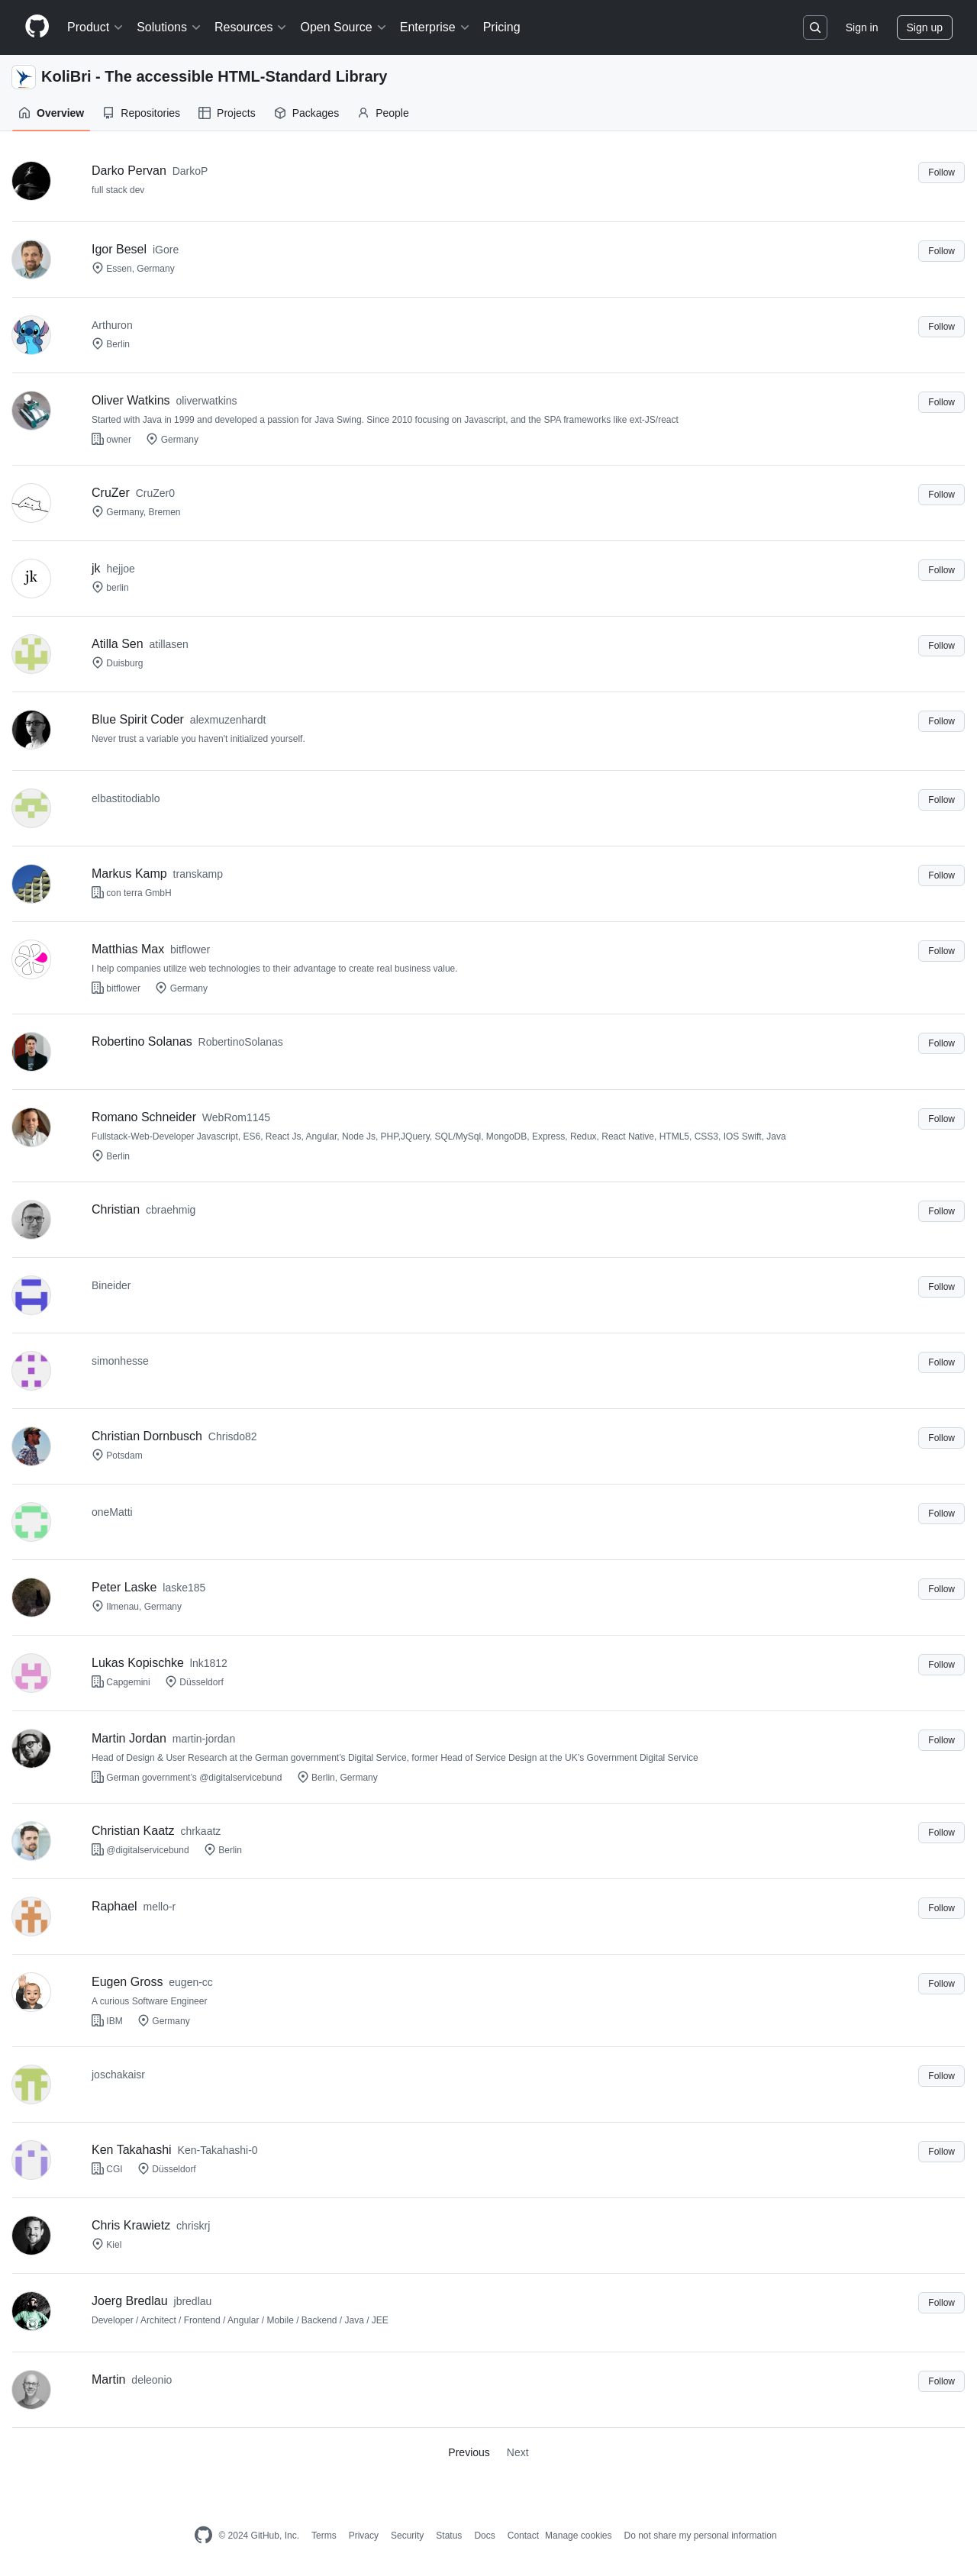 Product Solutions Resources Open Source Enterprise Pricing Sign in Sign up
KoliBri - The accessible HTML-Standard Library
Overview Repositories Projects Packages People
Darko Pervan DarkoP Follow
full stack dev
Igor Besel iGore Follow
Essen, Germany
Arthuron Follow
Berlin
Oliver Watkins oliverwatkins Follow
Started with Java in 1999 and developed a passion for Java Swing. Since 2010 focusing on Javascript, and the SPA frameworks like ext-JS/react
owner Germany
CruZer CruZer0 Follow
Germany, Bremen
jk
jk hejjoe Follow
berlin
Atilla Sen atillasen Follow
Duisburg
Blue Spirit Coder alexmuzenhardt Follow
Never trust a variable you haven't initialized yourself.
elbastitodiablo Follow
Markus Kamp transkamp Follow
con terra GmbH
Matthias Max bitflower Follow
I help companies utilize web technologies to their advantage to create real business value.
bitflower Germany
Robertino Solanas RobertinoSolanas Follow
Romano Schneider WebRom1145 Follow
Fullstack-Web-Developer Javascript, ES6, React Js, Angular, Node Js, PHP,JQuery, SQL/MySql, MongoDB, Express, Redux, React Native, HTML5, CSS3, IOS Swift, Java
Berlin
Christian cbraehmig Follow
Bineider Follow
simonhesse Follow
Christian Dornbusch Chrisdo82 Follow
Potsdam
oneMatti Follow
Peter Laske laske185 Follow
Ilmenau, Germany
Lukas Kopischke lnk1812 Follow
Capgemini Düsseldorf
Martin Jordan martin-jordan Follow
Head of Design & User Research at the German government’s Digital Service, former Head of Service Design at the UK’s Government Digital Service
German government’s @digitalservicebund Berlin, Germany
Christian Kaatz chrkaatz Follow
@digitalservicebund Berlin
Raphael mello-r Follow
Eugen Gross eugen-cc Follow
A curious Software Engineer
IBM Germany
joschakaisr Follow
Ken Takahashi Ken-Takahashi-0 Follow
CGI Düsseldorf
Chris Krawietz chriskrj
Kiel
Joerg Bredlau jbredlau Follow
Developer / Architect / Frontend / Angular / Mobile / Backend / Java / JEE
Martin deleonio Follow
Previous Next
© 2024 GitHub, Inc. Terms Privacy Security Status Docs Contact Manage cookies Do not share my personal information